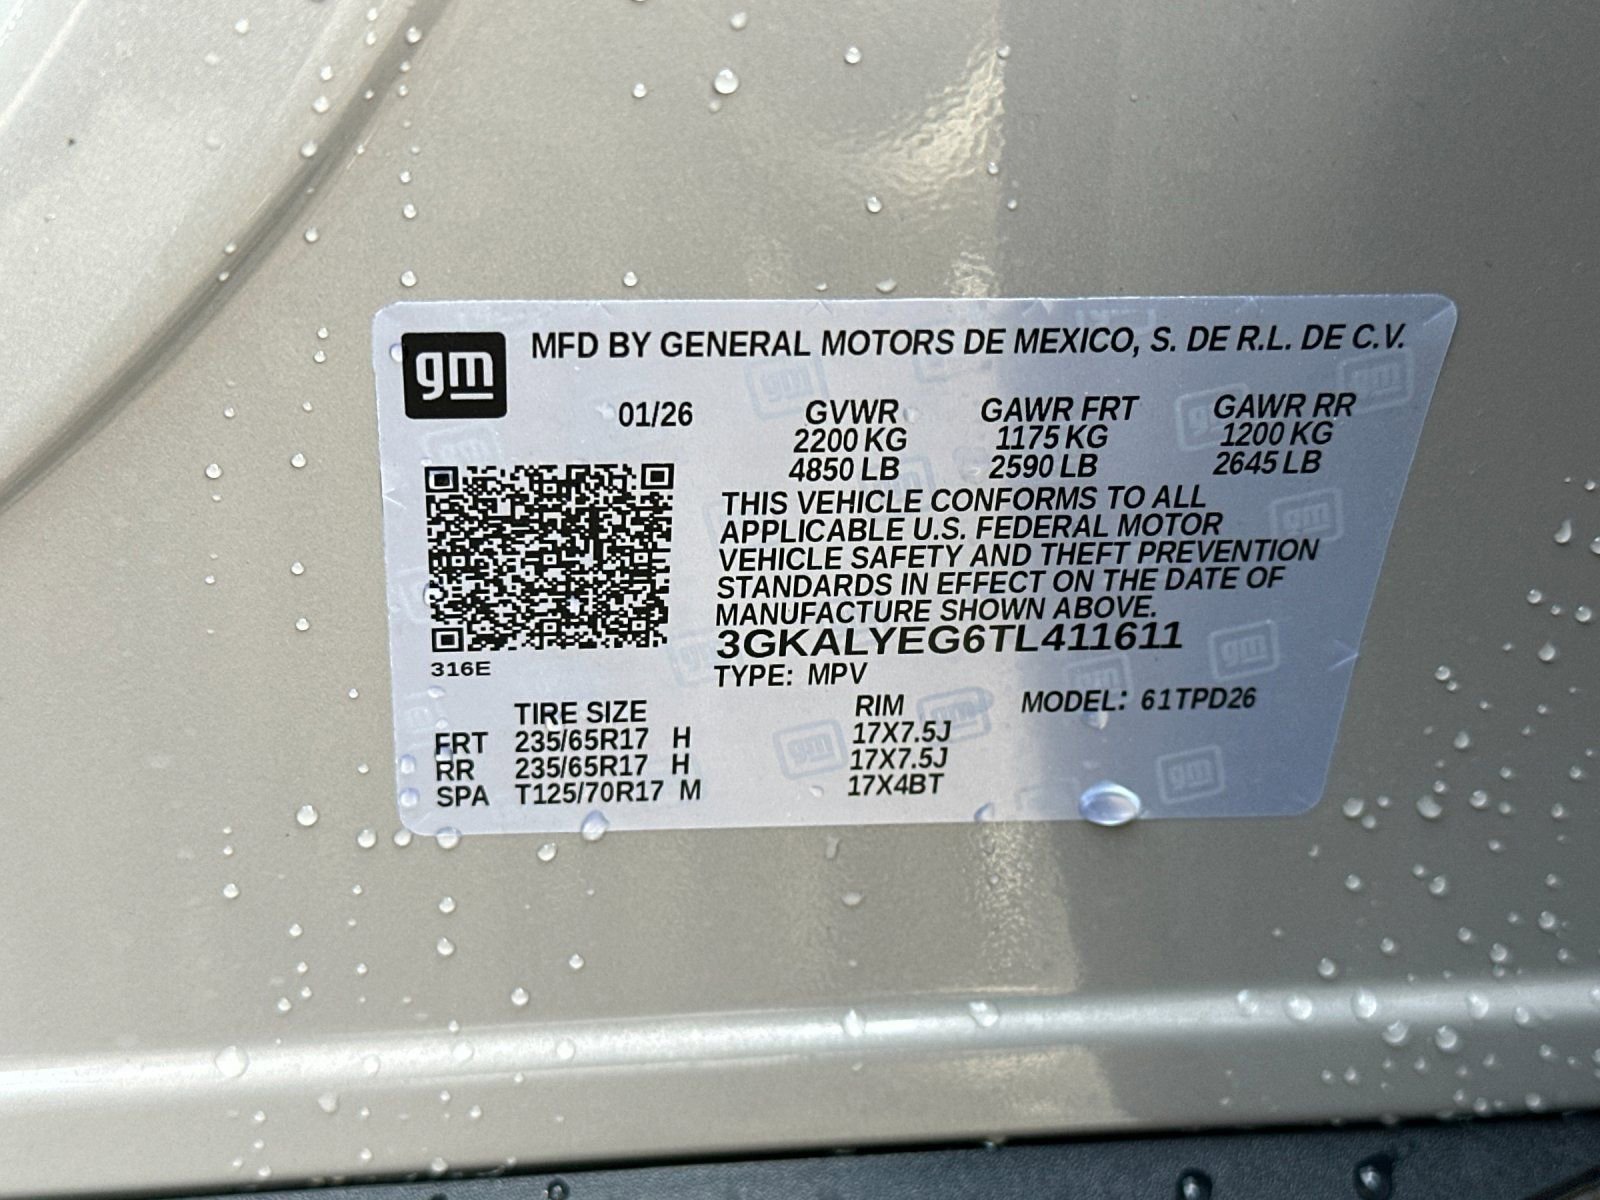 gm
MFD BY GENERAL MOTORS DE MEXICO, S. DE R.L. DE C.V.
01/26 GVWR GAWR FRT GAWR RR
2200 KG 1175 KG 1200 KG
4850 LB 2590 LB 2645 LB
THIS VEHICLE CONFORMS TO ALL
APPLICABLE U.S. FEDERAL MOTOR
VEHICLE SAFETY AND THEFT PREVENTION
STANDARDS IN EFFECT ON THE DATE OF
MANUFACTURE SHOWN ABOVE.
3GKALYEG6TL411611
316E
TYPE: MPV
TIRE SIZE RIM MODEL: 61TPD26
FRT 235/65R17 H 17X7.5J
RR 235/65R17 H 17X7.5J
SPA T125/70R17 M 17X4BT